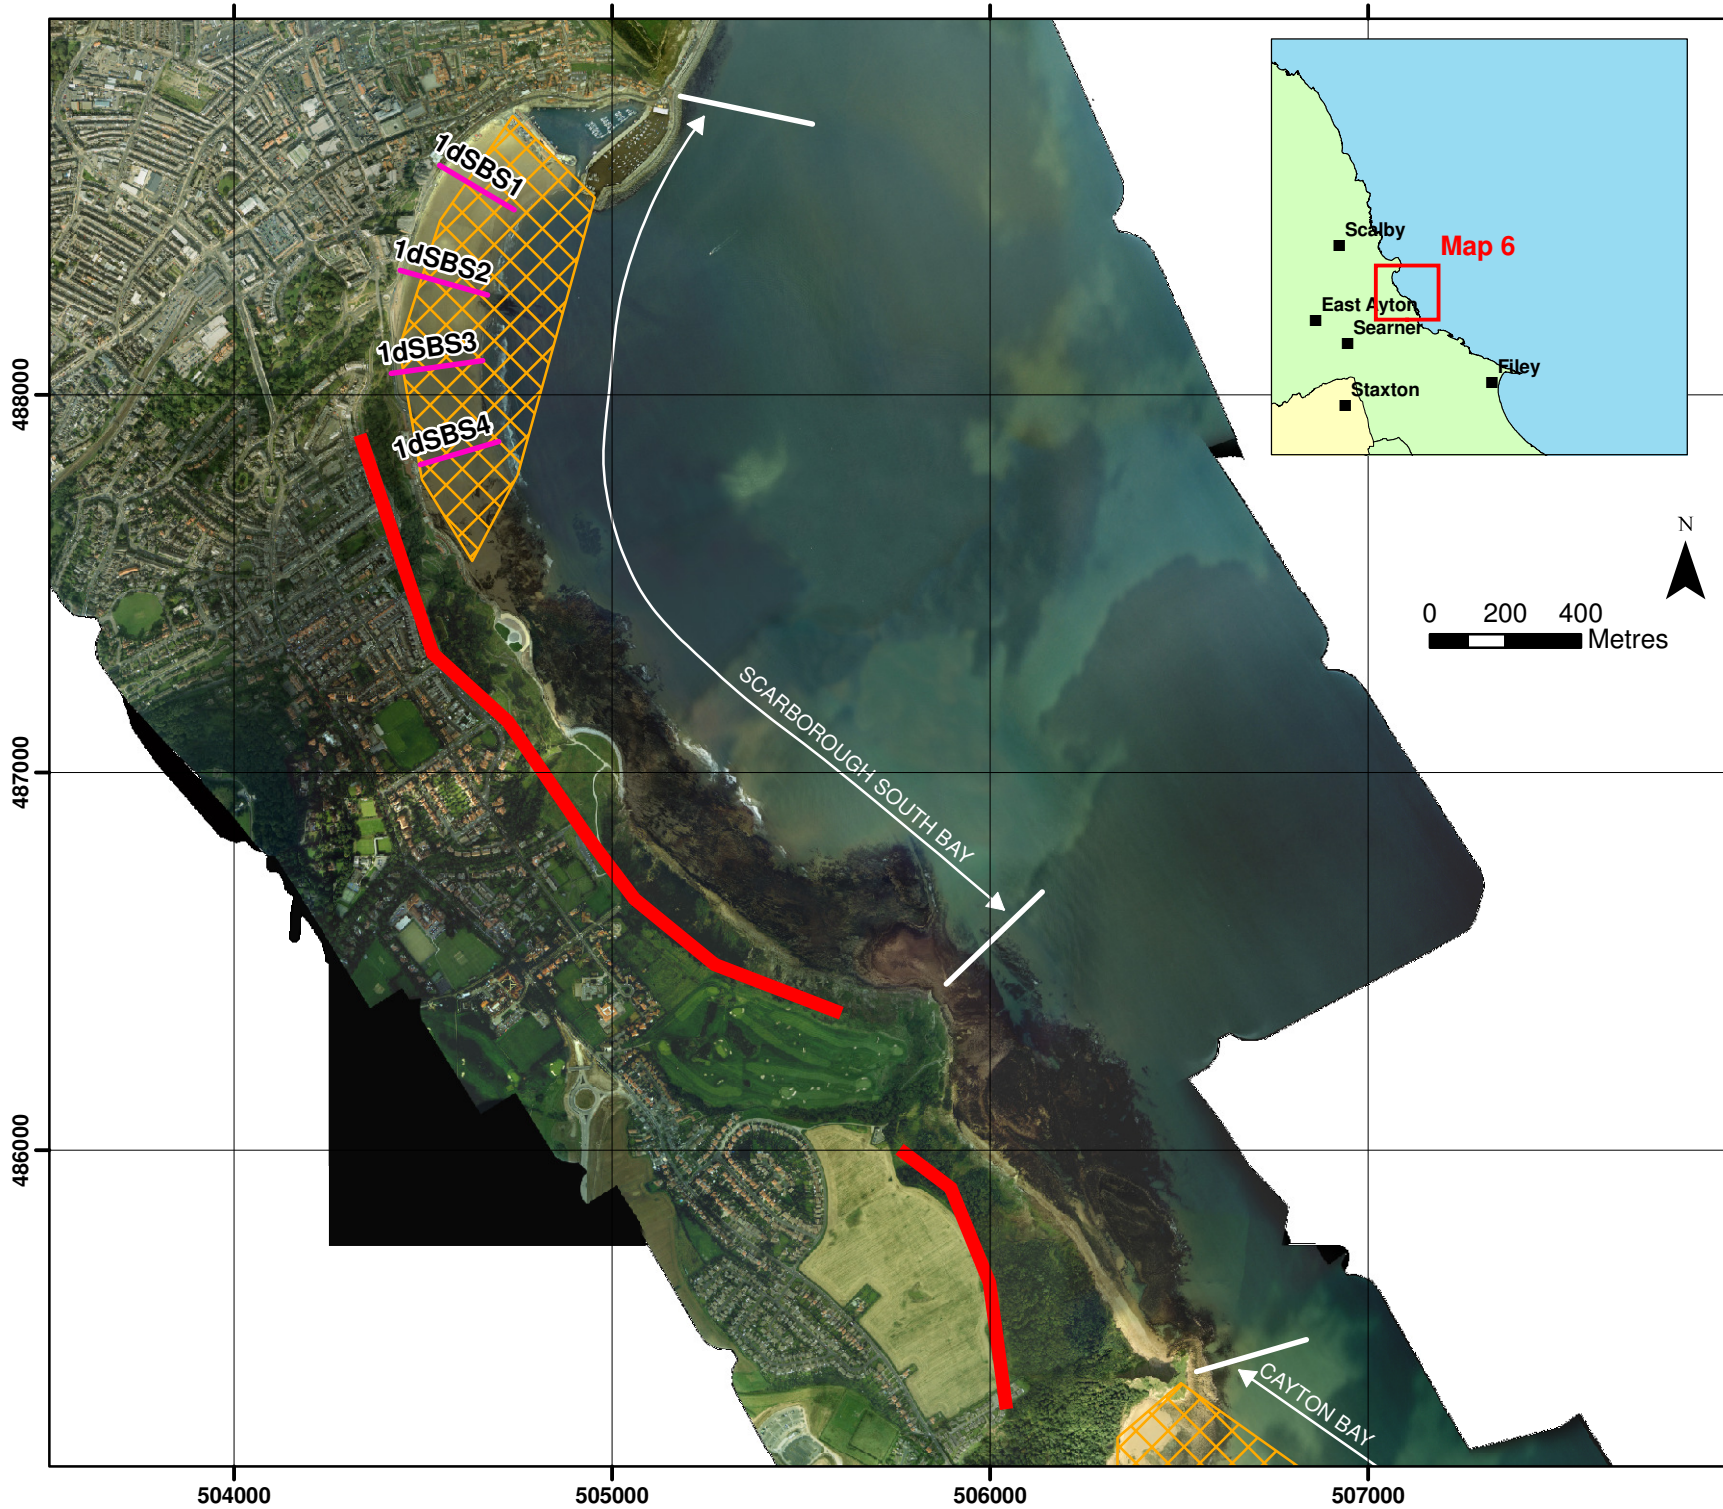 1dSBS1
1dSBS2
1dSBS3
1dSBS4
SCARBOROUGH SOUTH BAY
CAYTON BAY
Scalby
Map 6
East Ayton
Searner
Filey
Staxton
N
0 200 400
Metres
488000
487000
486000
504000 505000 506000 507000